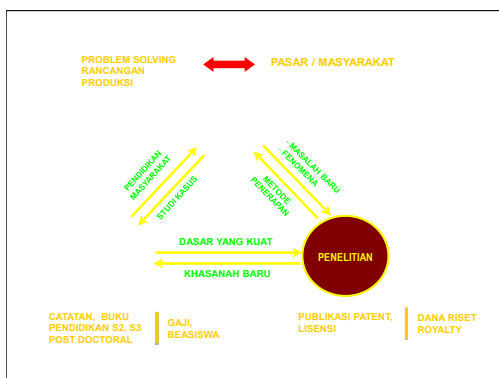 PROBLEM SOLVING
RANCANGAN
PRODUKSI
PASAR / MASYARAKAT
PENDIDIKAN
MASYARAKAT
STUDI KASUS
- MASALAH BARU
- FENOMENA
METODE
PENERAPAN
DASAR YANG KUAT
KHASANAH BARU
PENELITIAN
CATATAN, BUKU
PENDIDIKAN S2, S3
POST DOCTORAL
GAJI,
BEASISWA
PUBLIKASI PATENT,
LISENSI
DANA RISET
ROYALTY